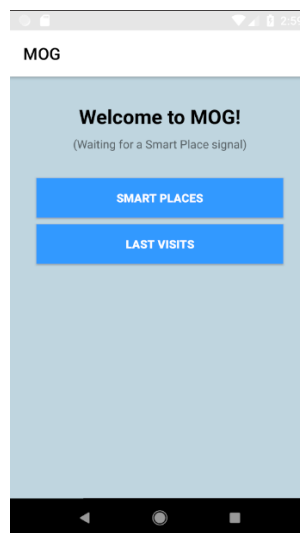 MOG
Welcome to MOG!
(Waiting for a Smart Place signal)
SMART PLACES
LAST VISITS